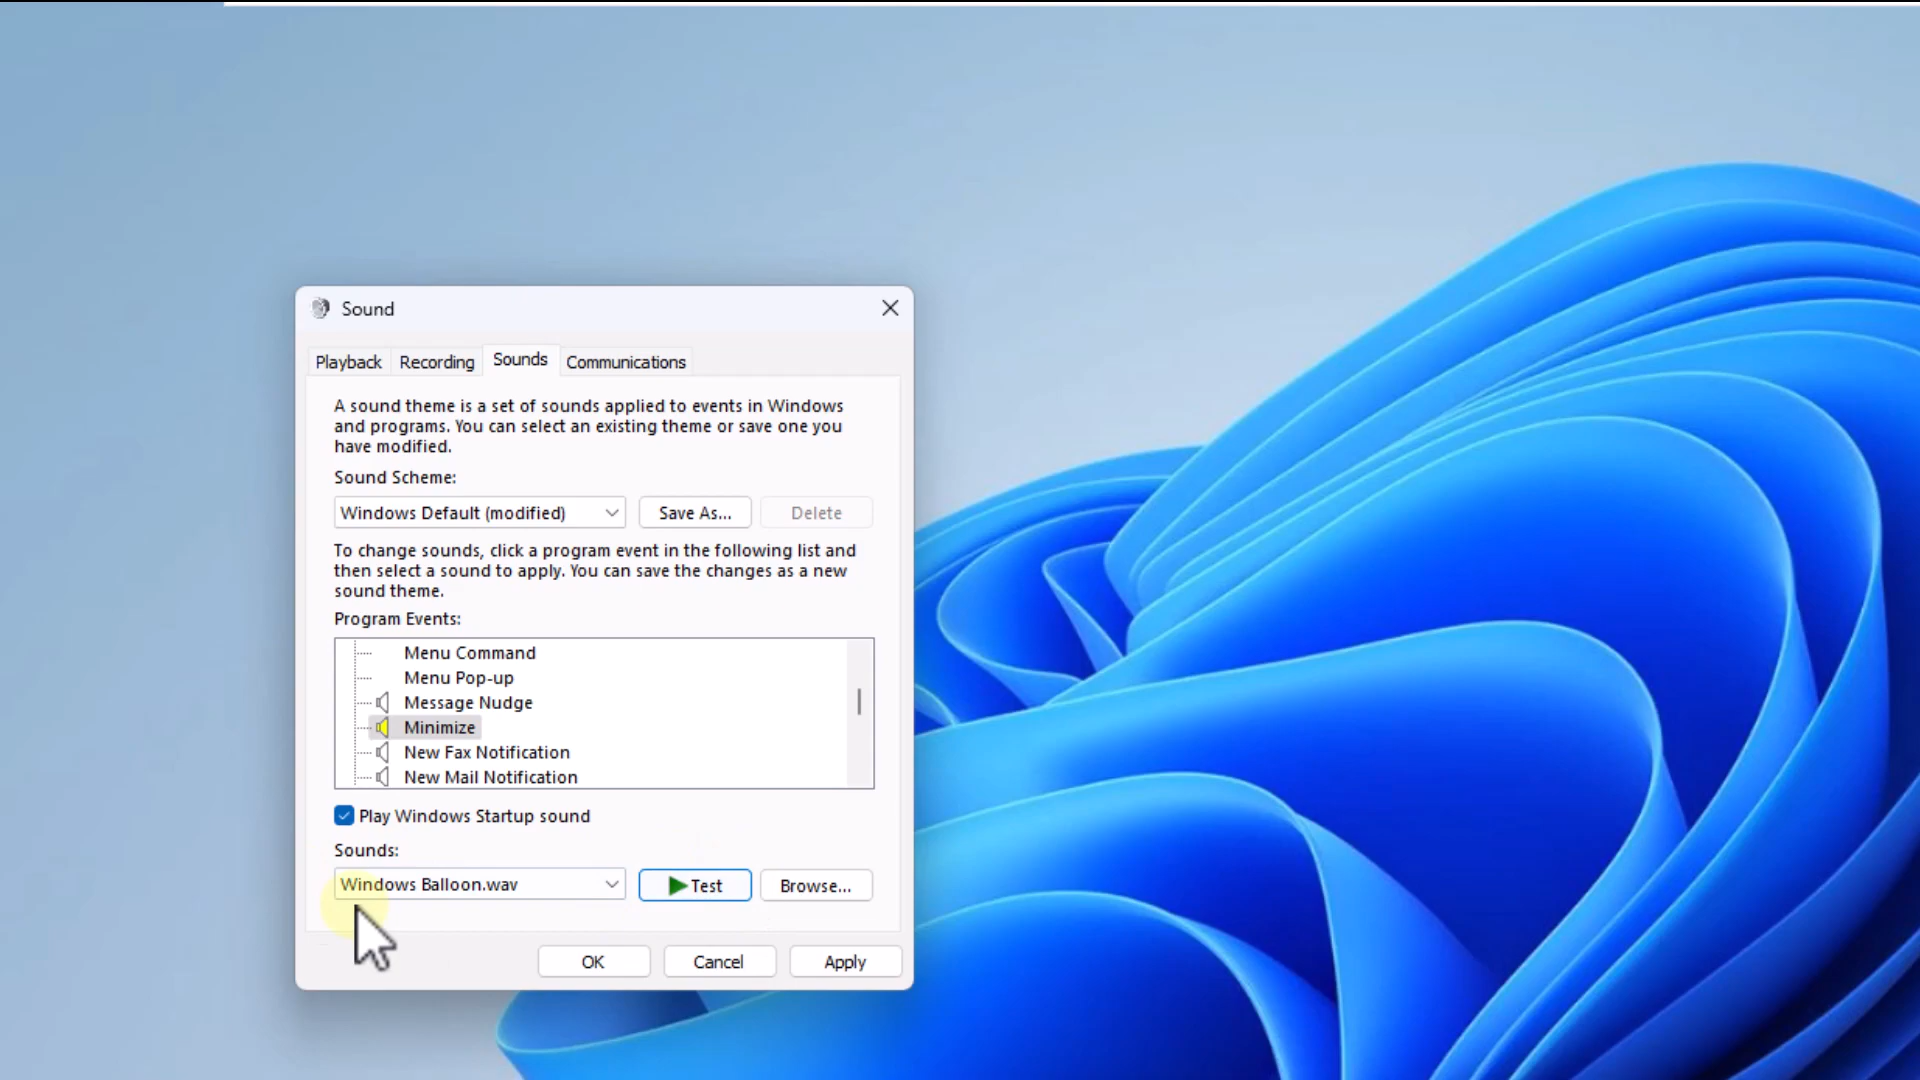 Sound
Playback Recording Sounds Communications
A sound theme is a set of sounds applied to events in Windows
and programs. You can select an existing theme or save one you
have modified.
Sound Scheme:
Windows Default (modified) Save As... Delete
To change sounds, click a program event in the following list and
then select a sound to apply. You can save the changes as a new
sound theme.
Program Events:
Menu Command
Menu Pop-up
Message Nudge
Minimize
New Fax Notification
New Mail Notification
Play Windows Startup sound
Sounds:
Windows Balloon.wav Test Browse...
OK Cancel Apply